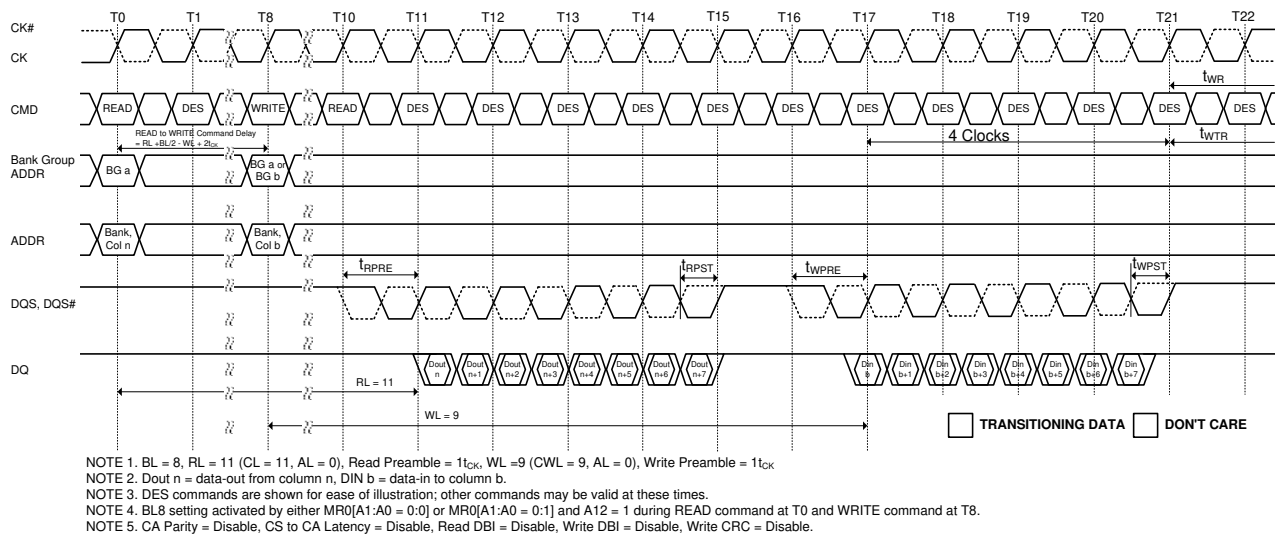 T0 T1 T8 T10 T11 T12 T13 T14 T15 T16 T17 T18 T19 T20 T21 T22
CK#
CK
tWR
CMD READ DES WRITE READ DES DES DES DES DES DES DES DES DES DES DES DES
READ to WRITE Command Delay
= RL +BL/2 - WL + 2tCK
4 Clocks
tWTR
Bank Group
ADDR
BG a
BG a or
BG b
ADDR
Bank,
Col n
Bank,
Col b
tRPRE
tRPST
tWPRE
tWPST
DQS, DQS#
DQ
Dout
n
Dout
n+1
Dout
n+2
Dout
n+3
Dout
n+4
Dout
n+5
Dout
n+6
Dout
n+7
Din
b
Din
b+1
Din
b+2
Din
b+3
Din
b+4
Din
b+5
Din
b+6
Din
b+7
RL = 11
WL = 9
TRANSITIONING DATA
DON'T CARE
NOTE 1. BL = 8, RL = 11 (CL = 11, AL = 0), Read Preamble = 1tCK, WL =9 (CWL = 9, AL = 0), Write Preamble = 1tCK
NOTE 2. Dout n = data-out from column n, DIN b = data-in to column b.
NOTE 3. DES commands are shown for ease of illustration; other commands may be valid at these times.
NOTE 4. BL8 setting activated by either MR0[A1:A0 = 0:0] or MR0[A1:A0 = 0:1] and A12 = 1 during READ command at T0 and WRITE command at T8.
NOTE 5. CA Parity = Disable, CS to CA Latency = Disable, Read DBI = Disable, Write DBI = Disable, Write CRC = Disable.